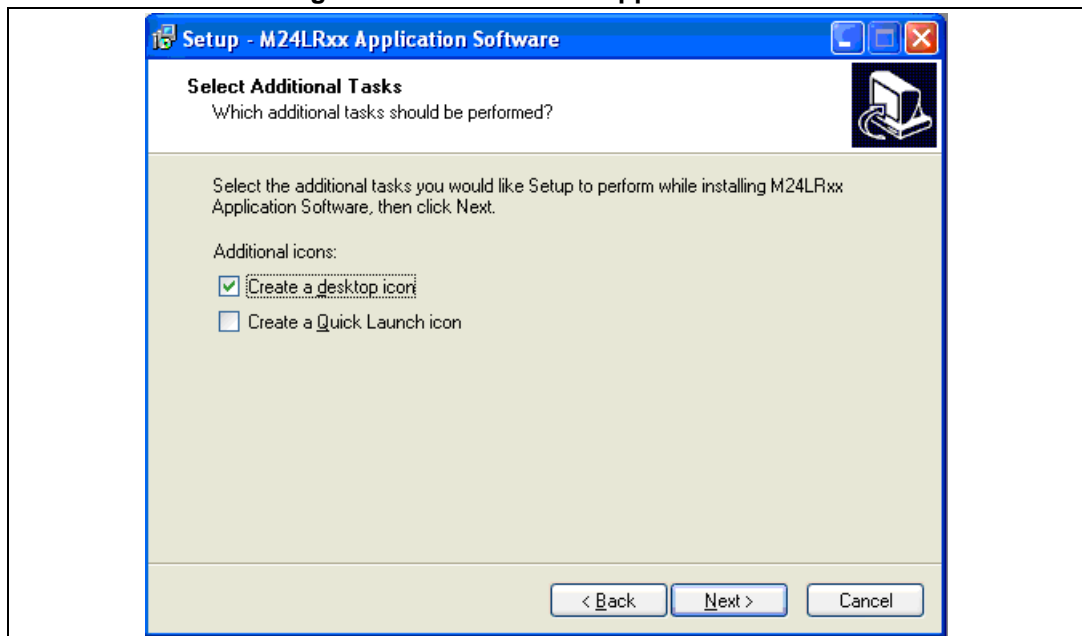 Setup - M24LRxx Application Software
Select Additional Tasks
Which additional tasks should be performed?
Select the additional tasks you would like Setup to perform while installing M24LRxx
Application Software, then click Next.
Additional icons:
Create a desktop icon
Create a Quick Launch icon
< Back Next > Cancel